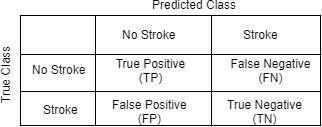 Predicted Class
True Class
No Stroke
Stroke
No Stroke
True Positive
(TP)
False Negative
(FN)
Stroke
False Positive
(FP)
True Negative
(TN)